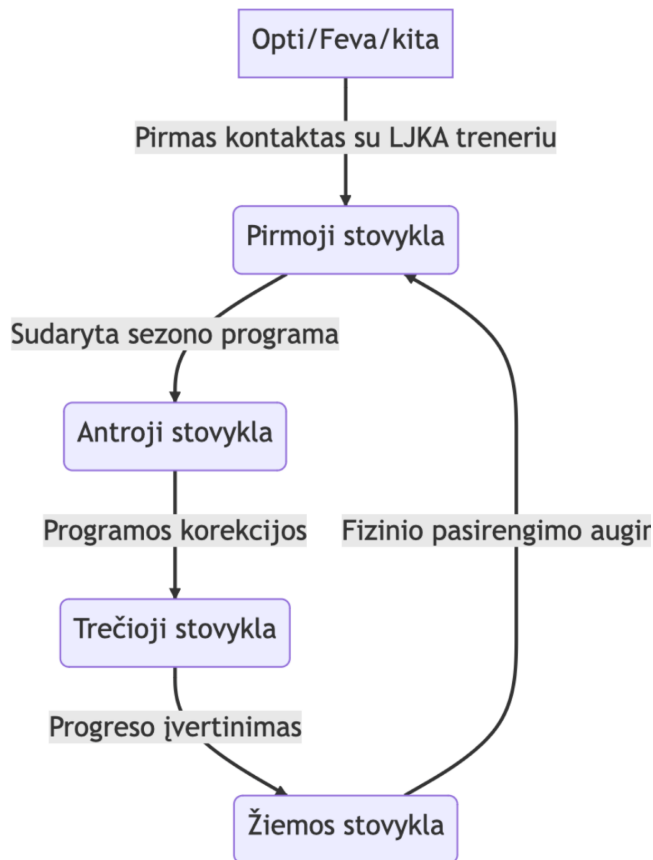 Opti/Feva/kita
Pirmas kontaktas su LJKA treneriu
Pirmoji stovykla
Sudaryta sezono programa
Antroji stovykla
Programos korekcijos
Fizinio pasirengimo
Trečioji stovykla
Progreso įvertinimas
Žiemos stovykla